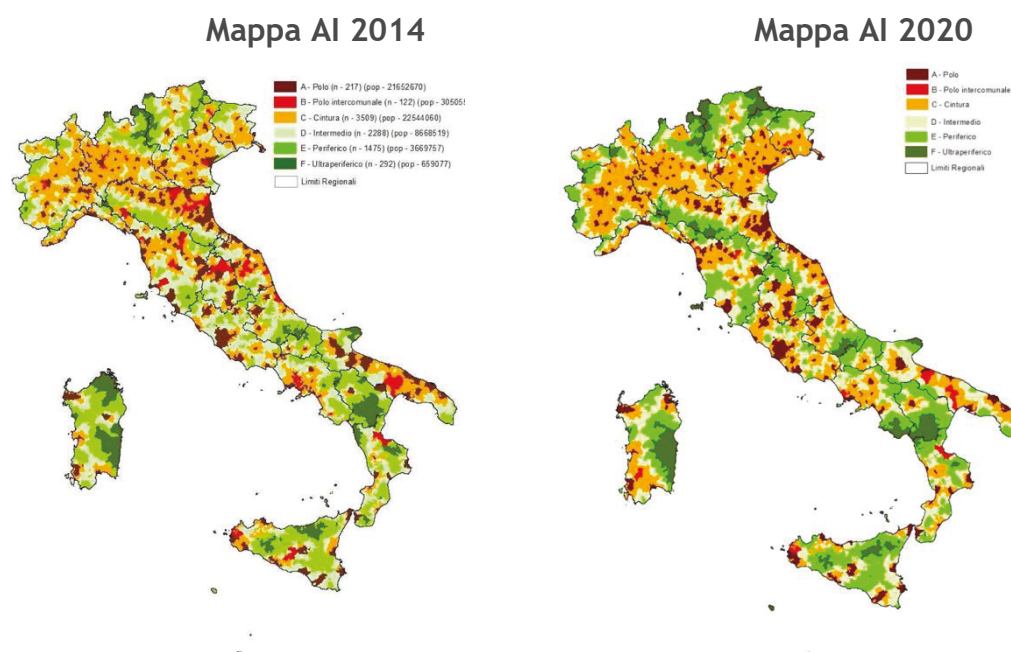 Mappa AI 2014
A - Polo (n - 217) (pop - 21652670)
B - Polo intercomunale (n - 122) (pop - 30505
C - Cintura (n - 3509) (pop - 22544060)
D - Intermedio (n - 2288) (pop - 8668519)
E - Periferico (n - 1475) (pop - 3669757)
F - Ultraperiferico (n - 292) (pop - 659077)
Limiti Regionali
Mappa AI 2020
A - Polo
B - Polo intercomunale
C - Cintura
D - Intermedio
E - Periferico
F - Ultraperiferico
Limiti Regionali